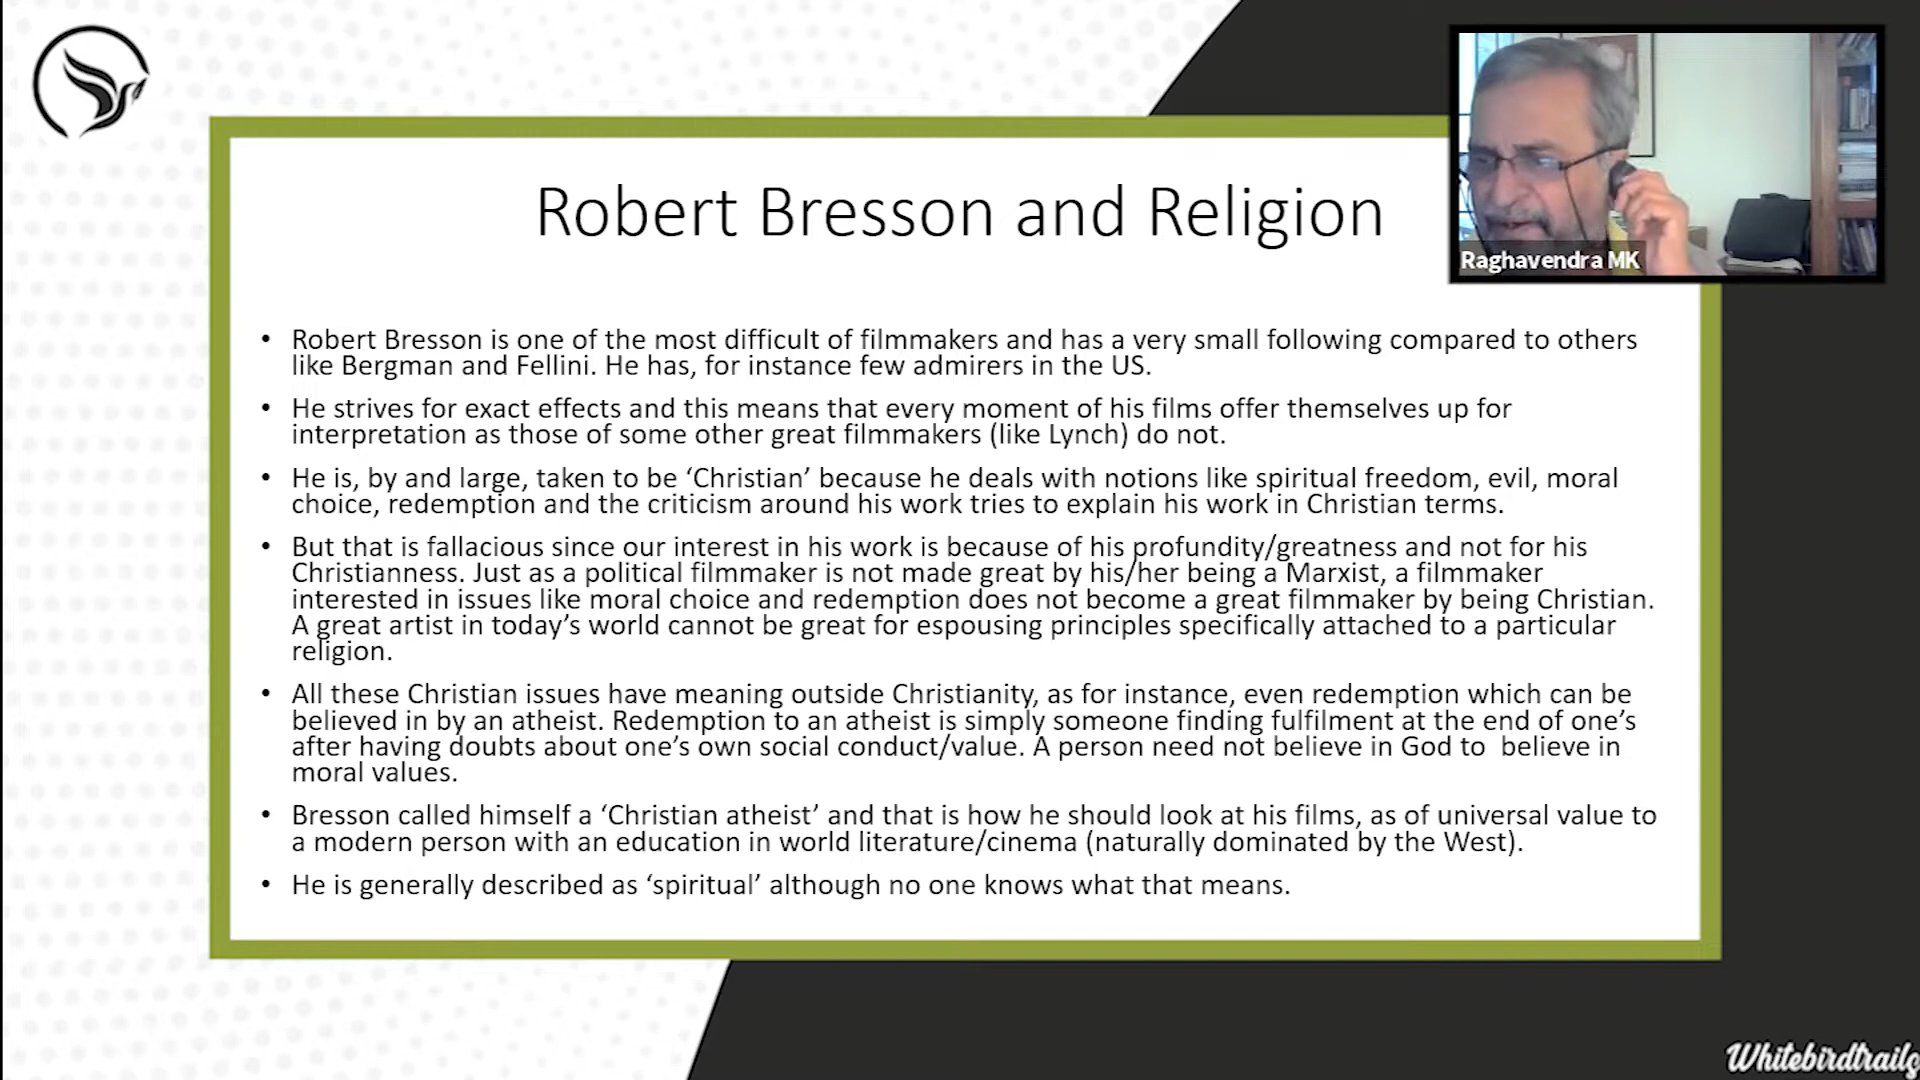 Robert Bresson and Religion
Raghavendra MK
• Robert Bresson is one of the most difficult of filmmakers and has a very small following compared to others
like Bergman and Fellini. He has, for instance few admirers in the US.
• He strives for exact effects and this means that every moment of his films offer themselves up for
interpretation as those of some other great filmmakers (like Lynch) do not.
• He is, by and large, taken to be ‘Christian’ because he deals with notions like spiritual freedom, evil, moral
choice, redemption and the criticism around his work tries to explain his work in Christian terms.
• But that is fallacious since our interest in his work is because of his profundity/greatness and not for his
Christianness. Just as a political filmmaker is not made great by his/her being a Marxist, a filmmaker
interested in issues like moral choice and redemption does not become a great filmmaker by being Christian.
A great artist in today’s world cannot be great for espousing principles specifically attached to a particular
religion.
• All these Christian issues have meaning outside Christianity, as for instance, even redemption which can be
believed in by an atheist. Redemption to an atheist is simply someone finding fulfilment at the end of one’s
after having doubts about one’s own social conduct/value. A person need not believe in God to  believe in
moral values.
• Bresson called himself a ‘Christian atheist’ and that is how he should look at his films, as of universal value to
a modern person with an education in world literature/cinema (naturally dominated by the West).
• He is generally described as ‘spiritual’ although no one knows what that means.
Whitebirdtrails